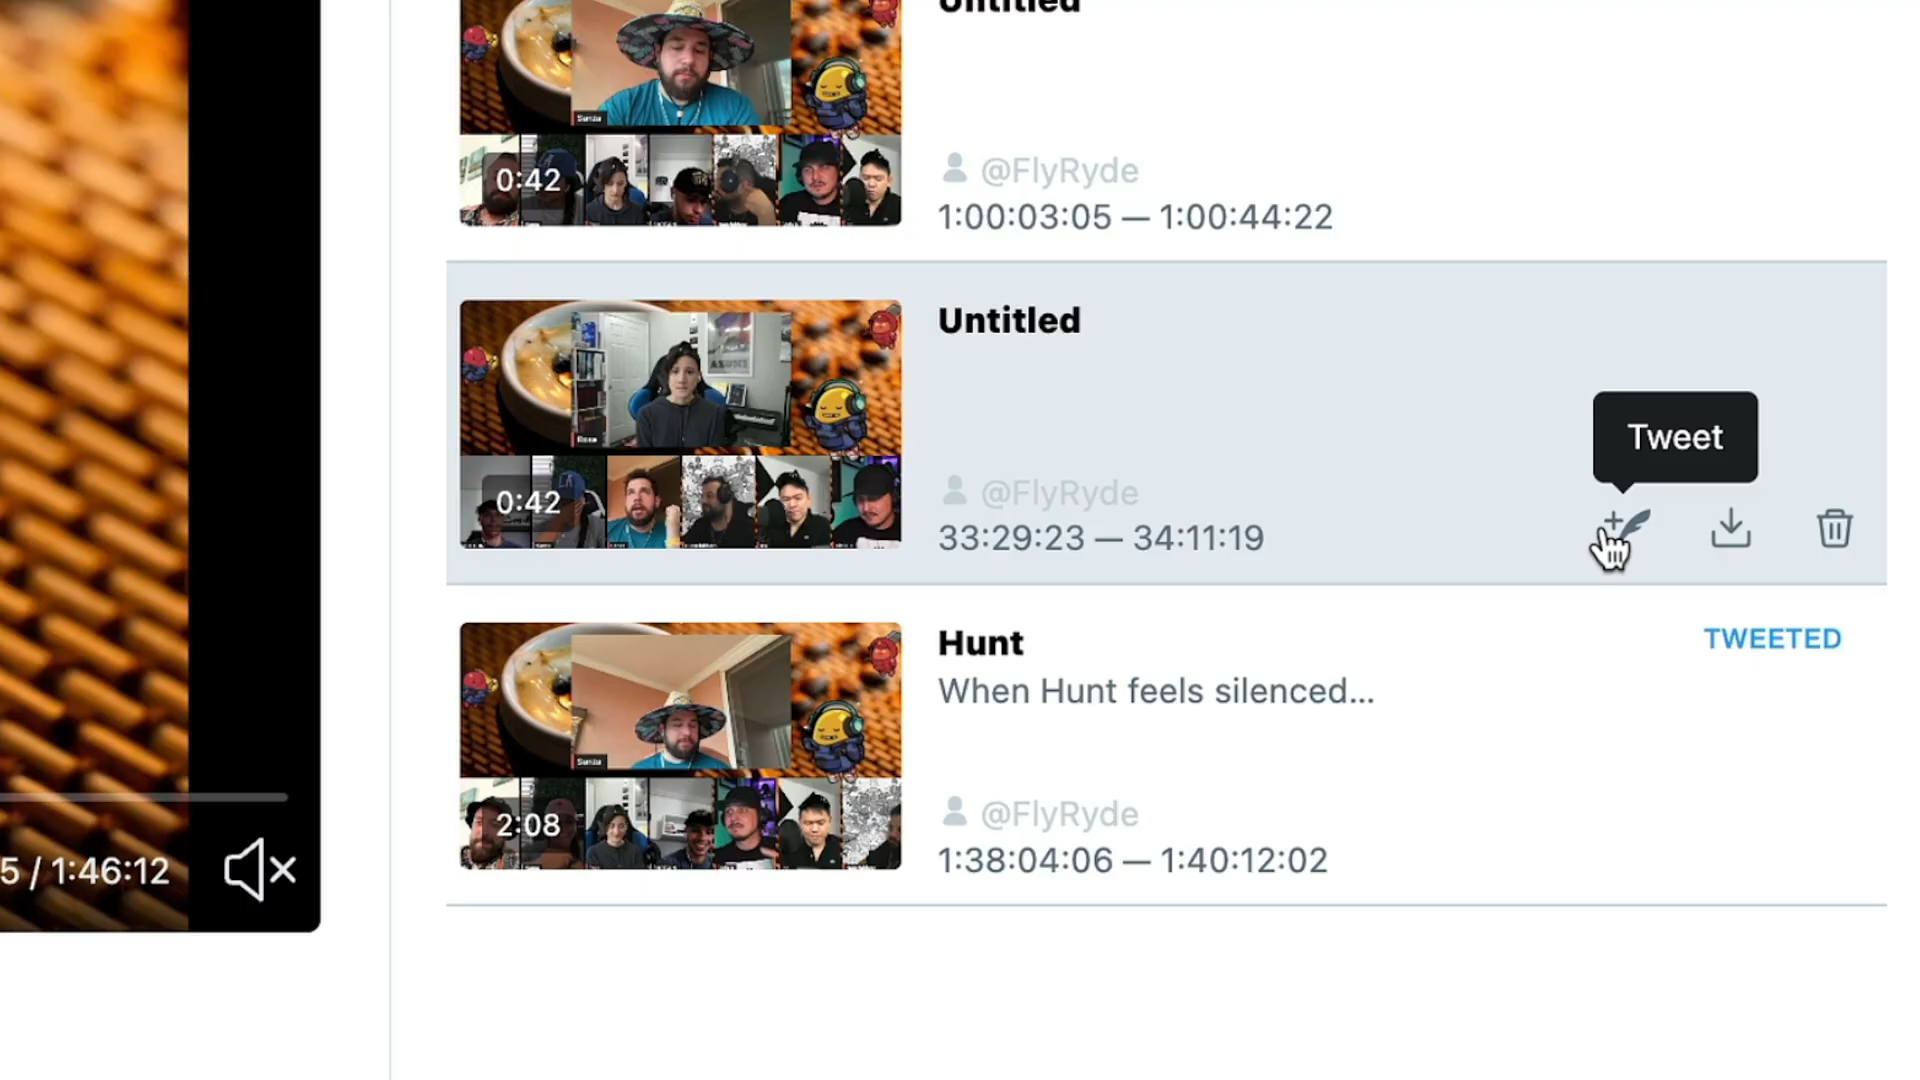 Untitled
0:42
@FlyRyde
1:00:03:05 — 1:00:44:22
Untitled
Tweet
0:42
@FlyRyde
33:29:23 — 34:11:19
Hunt
TWEETED
When Hunt feels silenced...
2:08
@FlyRyde
1:38:04:06 — 1:40:12:02
5 / 1:46:12